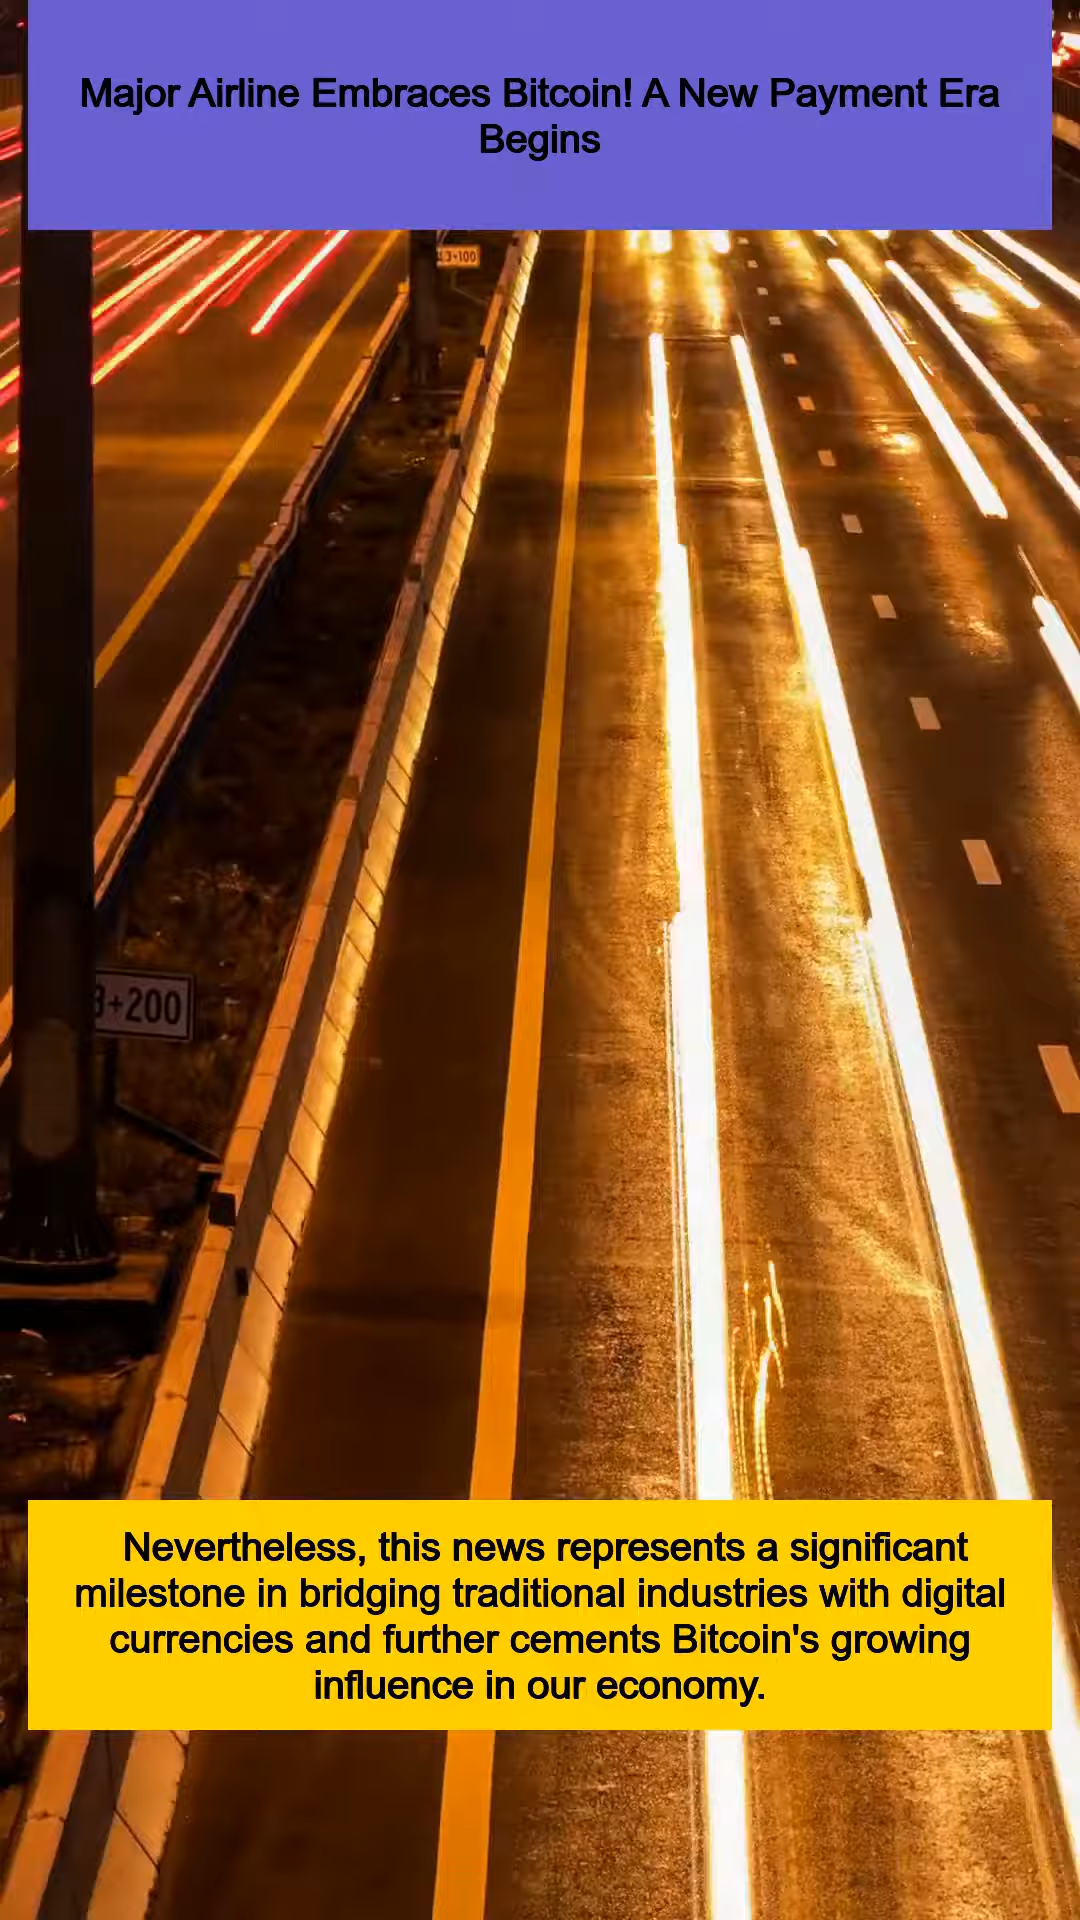 Major Airline Embraces Bitcoin! A New Payment Era
Begins
3+100
3+200
Nevertheless, this news represents a significant
milestone in bridging traditional industries with digital
currencies and further cements Bitcoin's growing
influence in our economy.